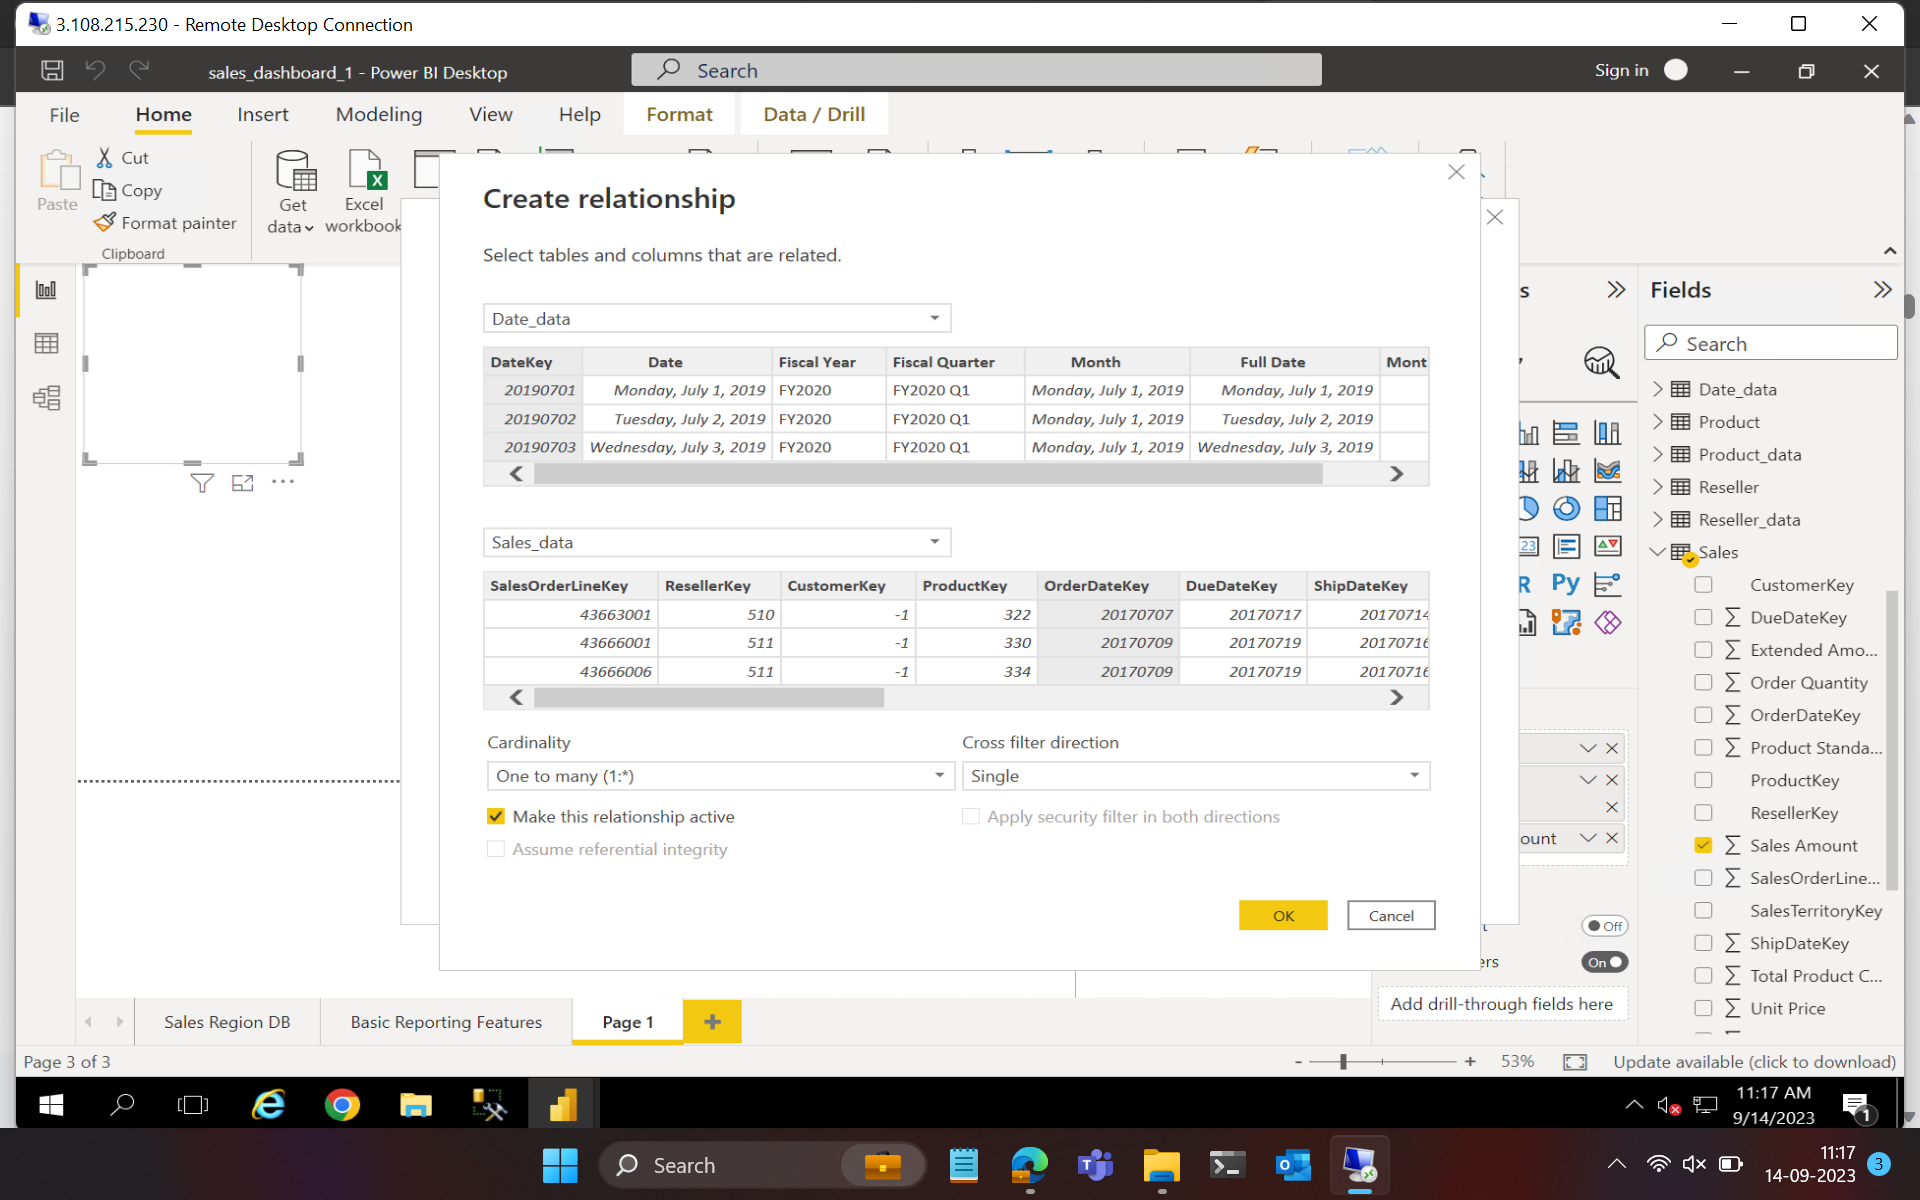 3.108.215.230 - Remote Desktop Connection
sales_dashboard_1 - Power BI Desktop
Search
Sign in
File
Home
Insert
Modeling
View
Help
Format
Data / Drill
Paste
Cut
Copy
Format painter
Clipboard
Get
data
Excel
workbook
Create relationship
Select tables and columns that are related.
Date_data
DateKey Date Fiscal Year Fiscal Quarter Month Full Date Mont
20190701 Monday, July 1, 2019 FY2020 FY2020 Q1 Monday, July 1, 2019 Monday, July 1, 2019
20190702 Tuesday, July 2, 2019 FY2020 FY2020 Q1 Monday, July 1, 2019 Tuesday, July 2, 2019
20190703 Wednesday, July 3, 2019 FY2020 FY2020 Q1 Monday, July 1, 2019 Wednesday, July 3, 2019
Sales_data
SalesOrderLineKey ResellerKey CustomerKey ProductKey OrderDateKey DueDateKey ShipDateKey
43663001 510 -1 322 20170707 20170717 20170714
43666001 511 -1 330 20170709 20170719 20170716
43666006 511 -1 334 20170709 20170719 20170716
Cardinality
One to many (1:*)
Cross filter direction
Single
Make this relationship active
Apply security filter in both directions
Assume referential integrity
OK
Cancel
s
123
R
Py
ount
Off
ers
On
Add drill-through fields here
Fields
Search
Date_data
Product
Product_data
Reseller
Reseller_data
Sales
CustomerKey
DueDateKey
Extended Amo...
Order Quantity
OrderDateKey
Product Standa...
ProductKey
ResellerKey
Sales Amount
SalesOrderLine...
SalesTerritoryKey
ShipDateKey
Total Product C...
Unit Price
Sales Region DB
Basic Reporting Features
Page 1
Page 3 of 3
- + 53%
Update available (click to download)
11:17 AM
9/14/2023
1
Search
11:17
14-09-2023
3